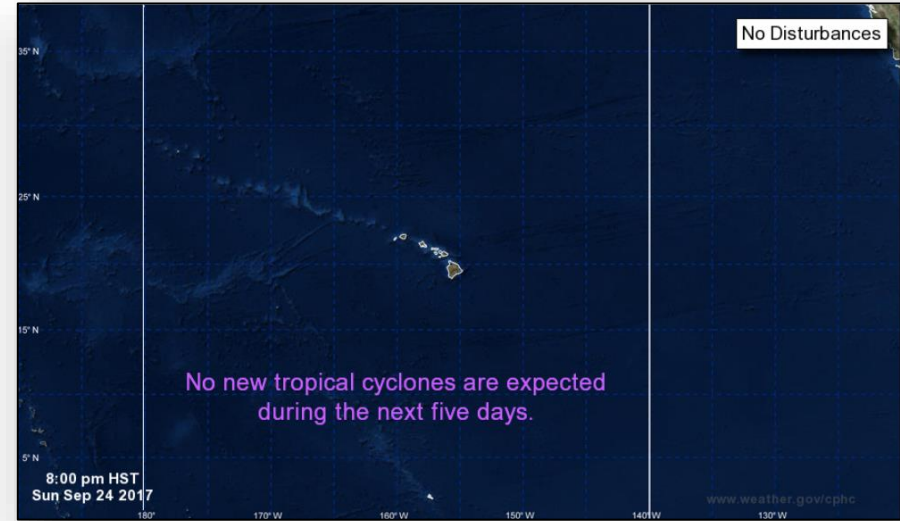 No Disturbances
35° N
25° N
15° N
No new tropical cyclones are expected
during the next five days.
5° N
8:00 pm HST
Sun Sep 24 2017
www.weather.gov/cphc
180°
170° W
160° W
150° W
140° W
130° W